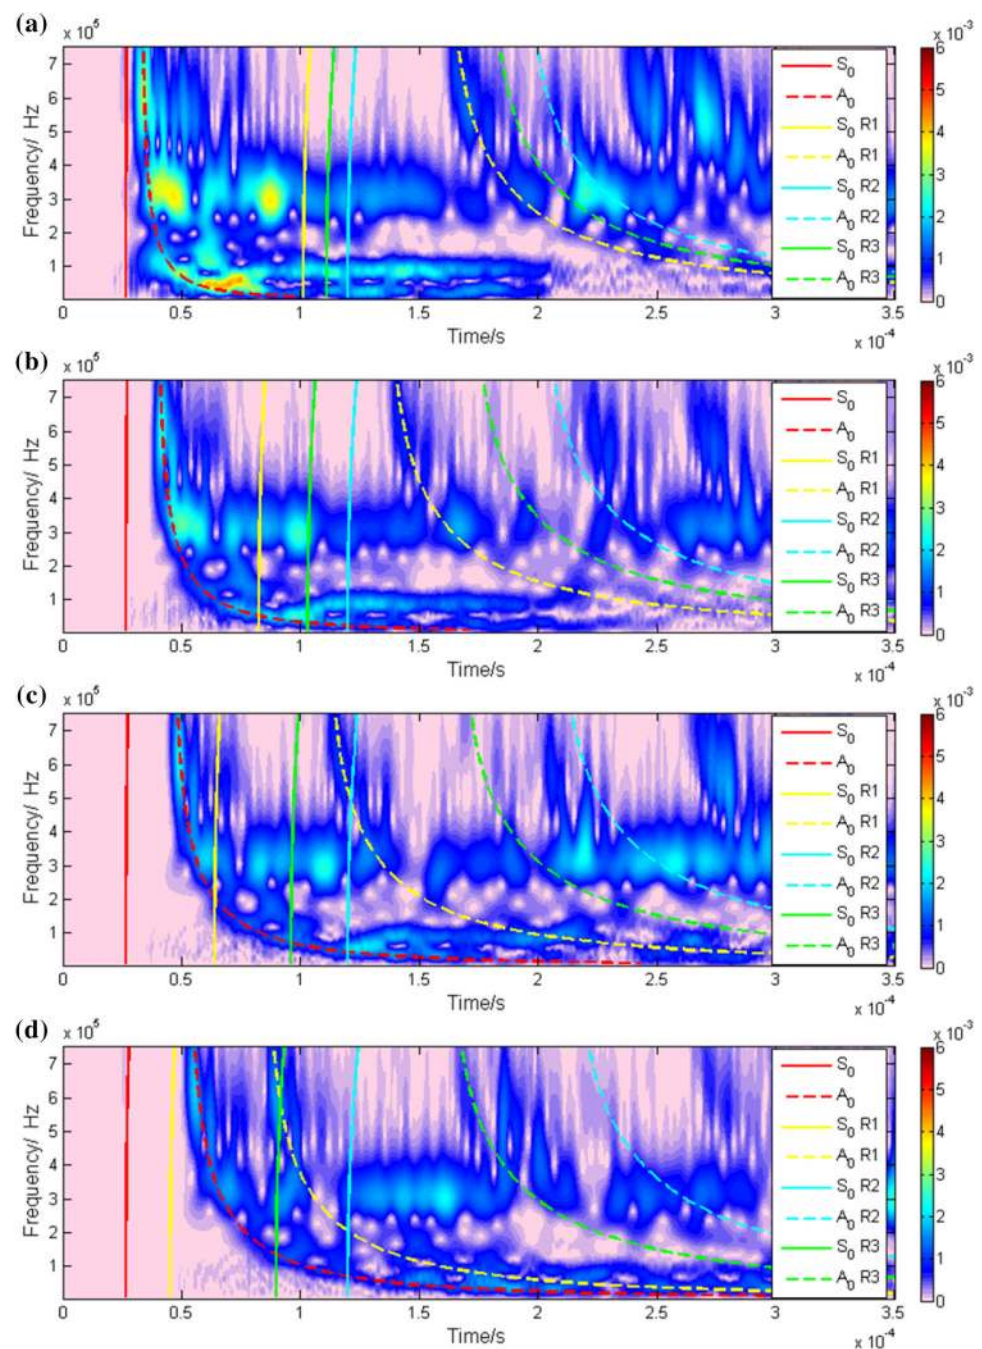 (a)
x 10^5
x 10^-3
Frequency/ Hz
7
6
5
4
3
2
1
0
0.5
1
1.5
2
2.5
3
3.5
Time/s
x 10^-4
S0
A0
S0 R1
A0 R1
S0 R2
A0 R2
S0 R3
A0 R3
6
5
4
3
2
1
0
(b)
x 10^5
x 10^-3
Frequency/ Hz
7
6
5
4
3
2
1
0
0.5
1
1.5
2
2.5
3
3.5
Time/s
x 10^-4
S0
A0
S0 R1
A0 R1
S0 R2
A0 R2
S0 R3
A0 R3
6
5
4
3
2
1
0
(c)
x 10^5
x 10^-3
Frequency/ Hz
7
6
5
4
3
2
1
0
0.5
1
1.5
2
2.5
3
3.5
Time/s
x 10^-4
S0
A0
S0 R1
A0 R1
S0 R2
A0 R2
S0 R3
A0 R3
6
5
4
3
2
1
0
(d)
x 10^5
x 10^-3
Frequency/ Hz
7
6
5
4
3
2
1
0
0.5
1
1.5
2
2.5
3
3.5
Time/s
x 10^-4
S0
A0
S0 R1
A0 R1
S0 R2
A0 R2
S0 R3
A0 R3
6
5
4
3
2
1
0